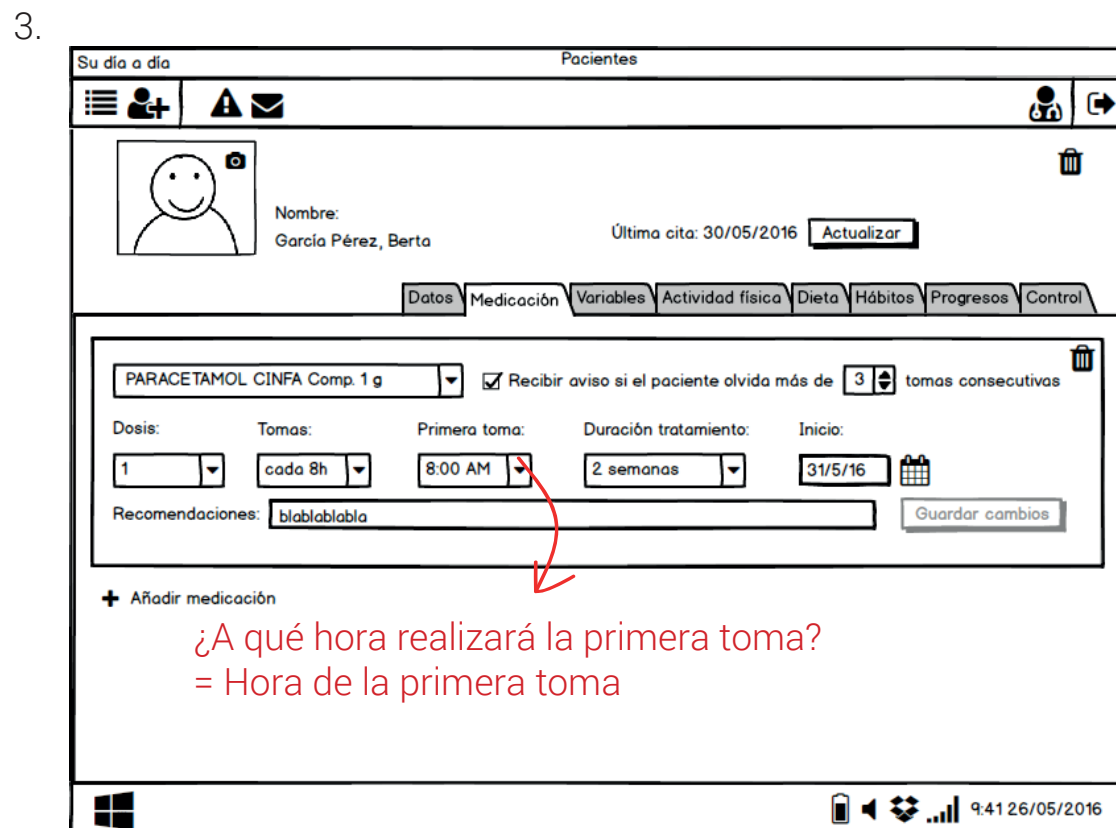 3.
Su día a día Pacientes
Nombre:
García Pérez, Berta
Última cita: 30/05/2016 Actualizar
Datos Medicación Variables Actividad física Dieta Hábitos Progresos Control
PARACETAMOL CINFA Comp. 1 g Recibir aviso si el paciente olvida más de 3 tomas consecutivas
Dosis: Tomas: Primera toma: Duración tratamiento: Inicio:
1 cada 8h 8:00 AM 2 semanas 31/5/16
Recomendaciones: blablablabla Guardar cambios
Añadir medicación
¿A qué hora realizará la primera toma?
= Hora de la primera toma
9:41 26/05/2016